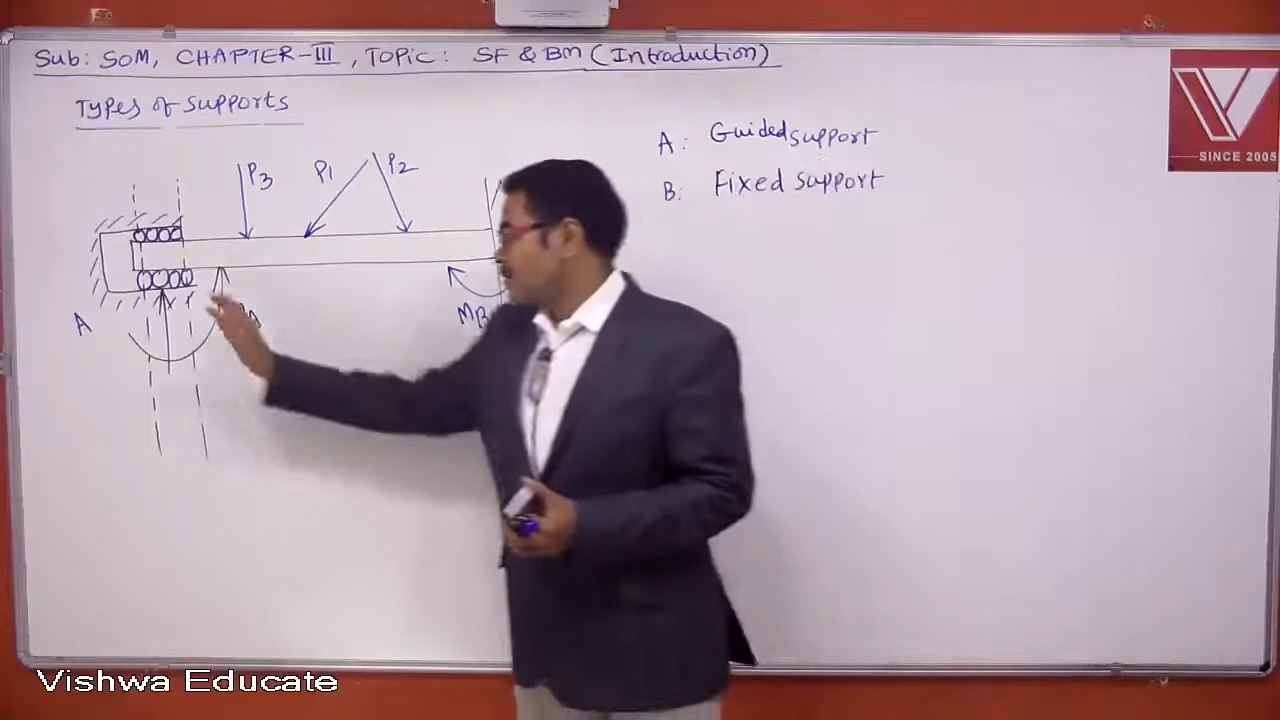 Sub: SOM, CHAPTER-III, TOPIC: SF & BM (Introduction)
Types of supports
A: Guided support
B: Fixed support
P3
P1
P2
A
MB
V
SINCE 2005
Vishwa Educate